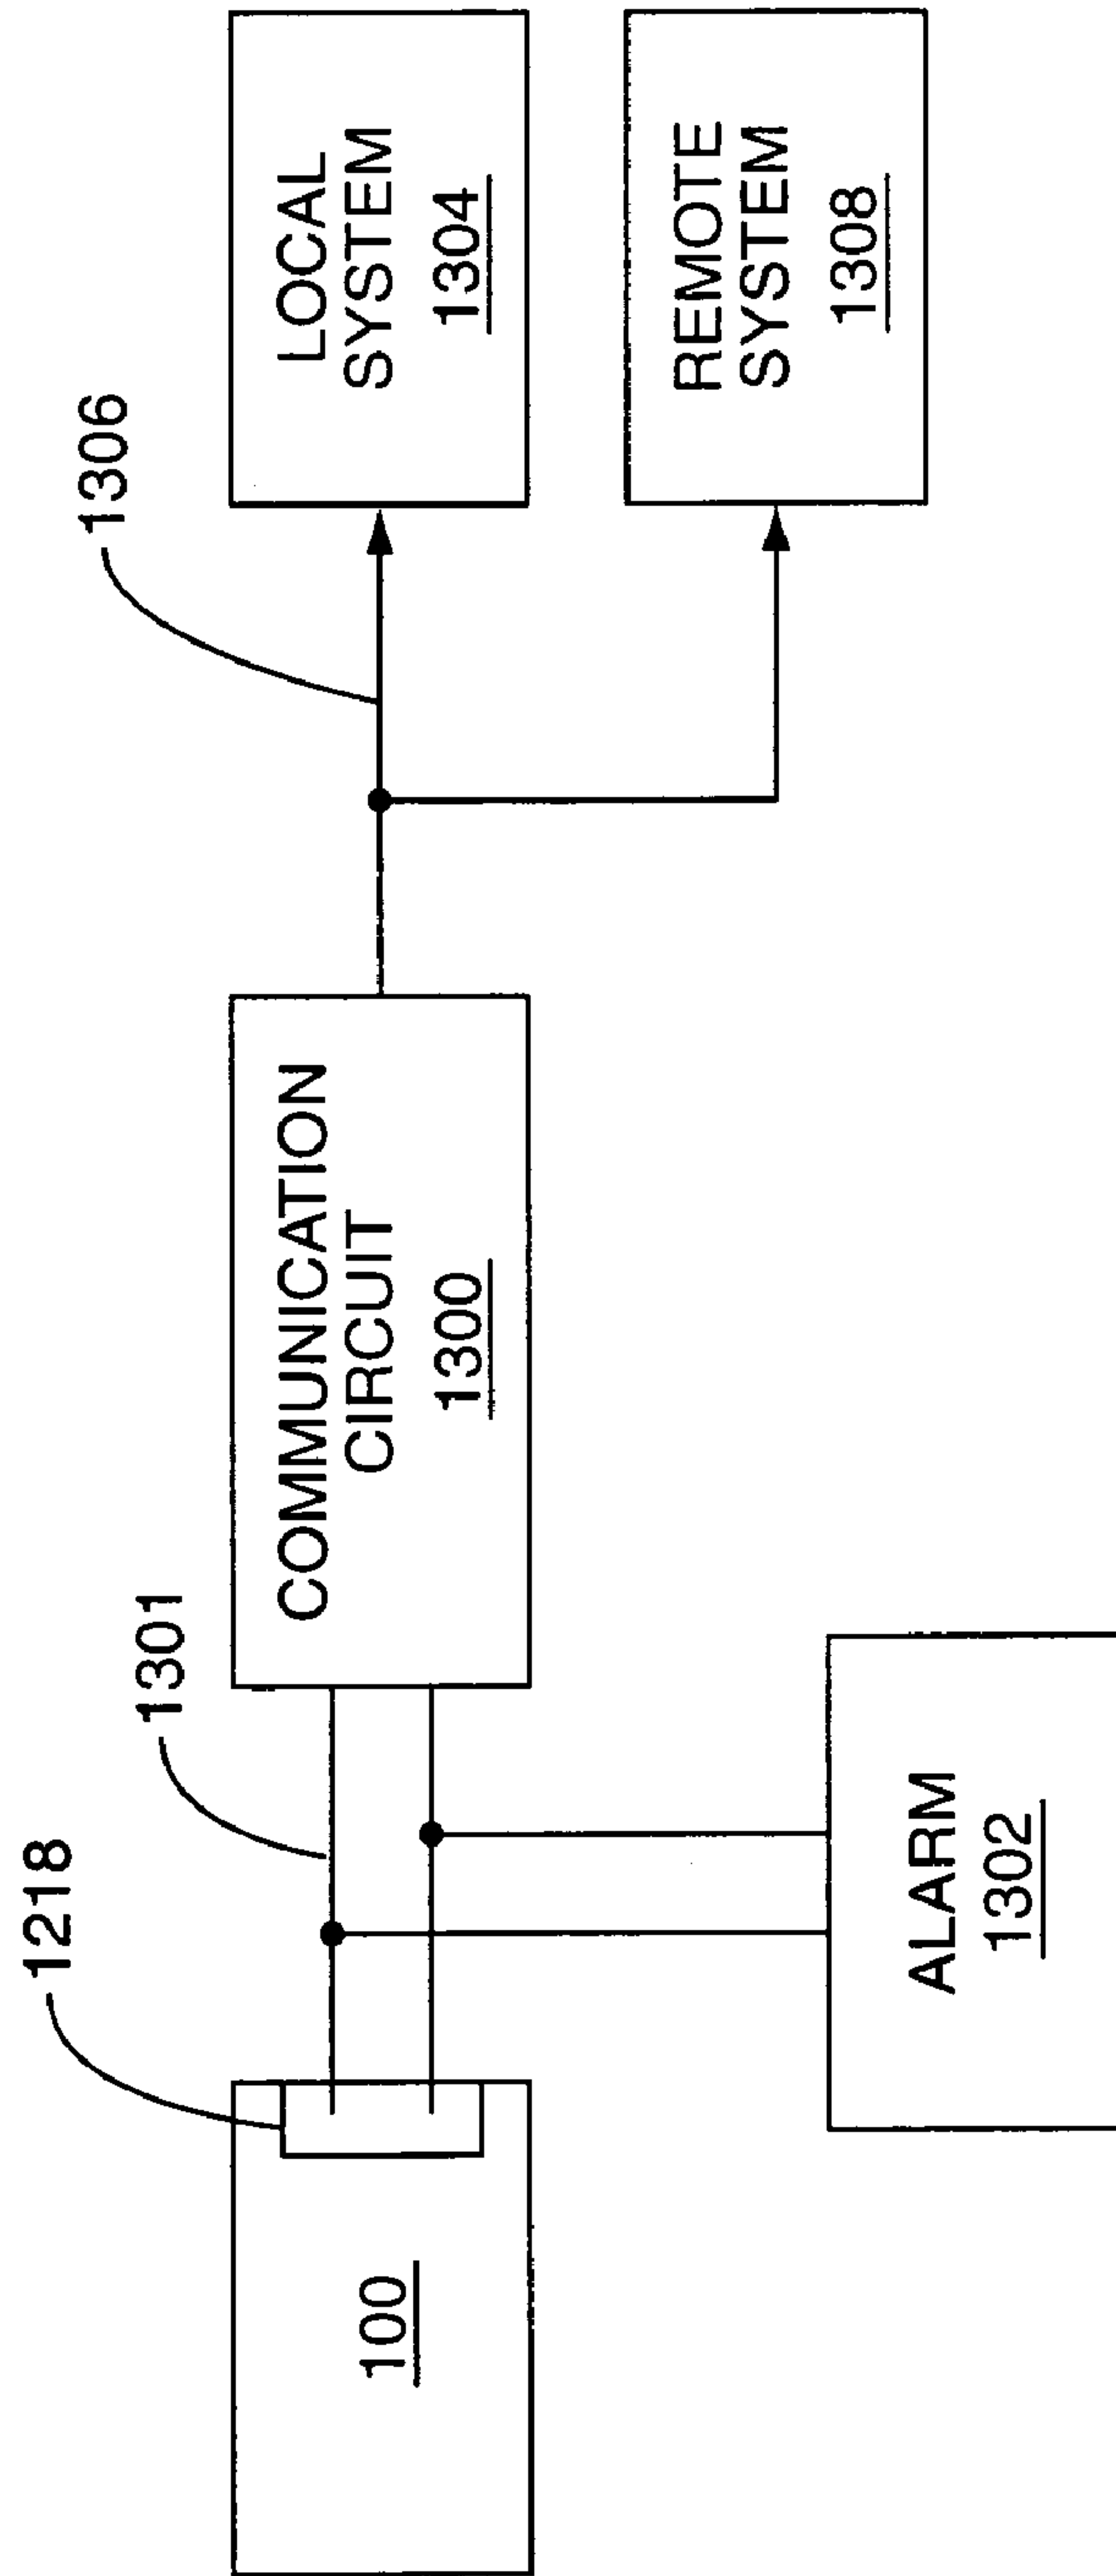 1218
1301
1306
100
COMMUNICATION
CIRCUIT
1300
LOCAL
SYSTEM
1304
ALARM
1302
REMOTE
SYSTEM
1308